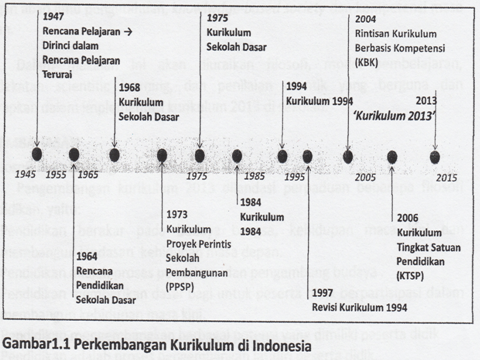 1947
Rencana Pelajaran →
Dirinci dalam
Rencana Pelajaran
Terurai
1968
Kurikulum
Sekolah Dasar
1975
Kurikulum
Sekolah Dasar
1994
Kurikulum 1994
2004
Rintisan Kurikulum
Berbasis Kompetensi
(KBK)
2013
'Kurikulum 2013'
1945
1955
1965
1975
1985
1995
2005
2015
1964
Rencana
Pendidikan
Sekolah Dasar
1973
Kurikulum
Proyek Perintis
Sekolah
Pembangunan
(PPSP)
1984
Kurikulum
1984
1997
Revisi Kurikulum 1994
2006
Kurikulum
Tingkat Satuan
Pendidikan
(KTSP)
Gambar1.1 Perkembangan Kurikulum di Indonesia